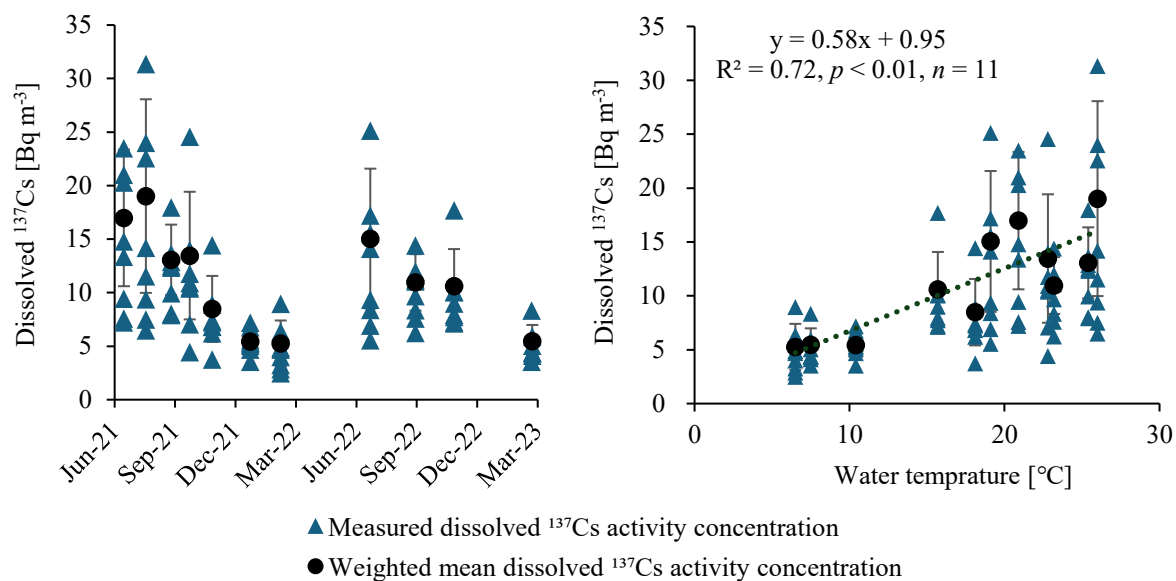 Dissolved ¹³⁷Cs [Bq m⁻³]
35
30
25
20
15
10
5
0
Jun-21
Sep-21
Dec-21
Mar-22
Jun-22
Sep-22
Dec-22
Mar-23
y = 0.58x + 0.95
R² = 0.72, p < 0.01, n = 11
Dissolved ¹³⁷Cs [Bq m⁻³]
35
30
25
20
15
10
5
0
0
10
20
30
Water temprature [°C]
Measured dissolved ¹³⁷Cs activity concentration
Weighted mean dissolved ¹³⁷Cs activity concentration